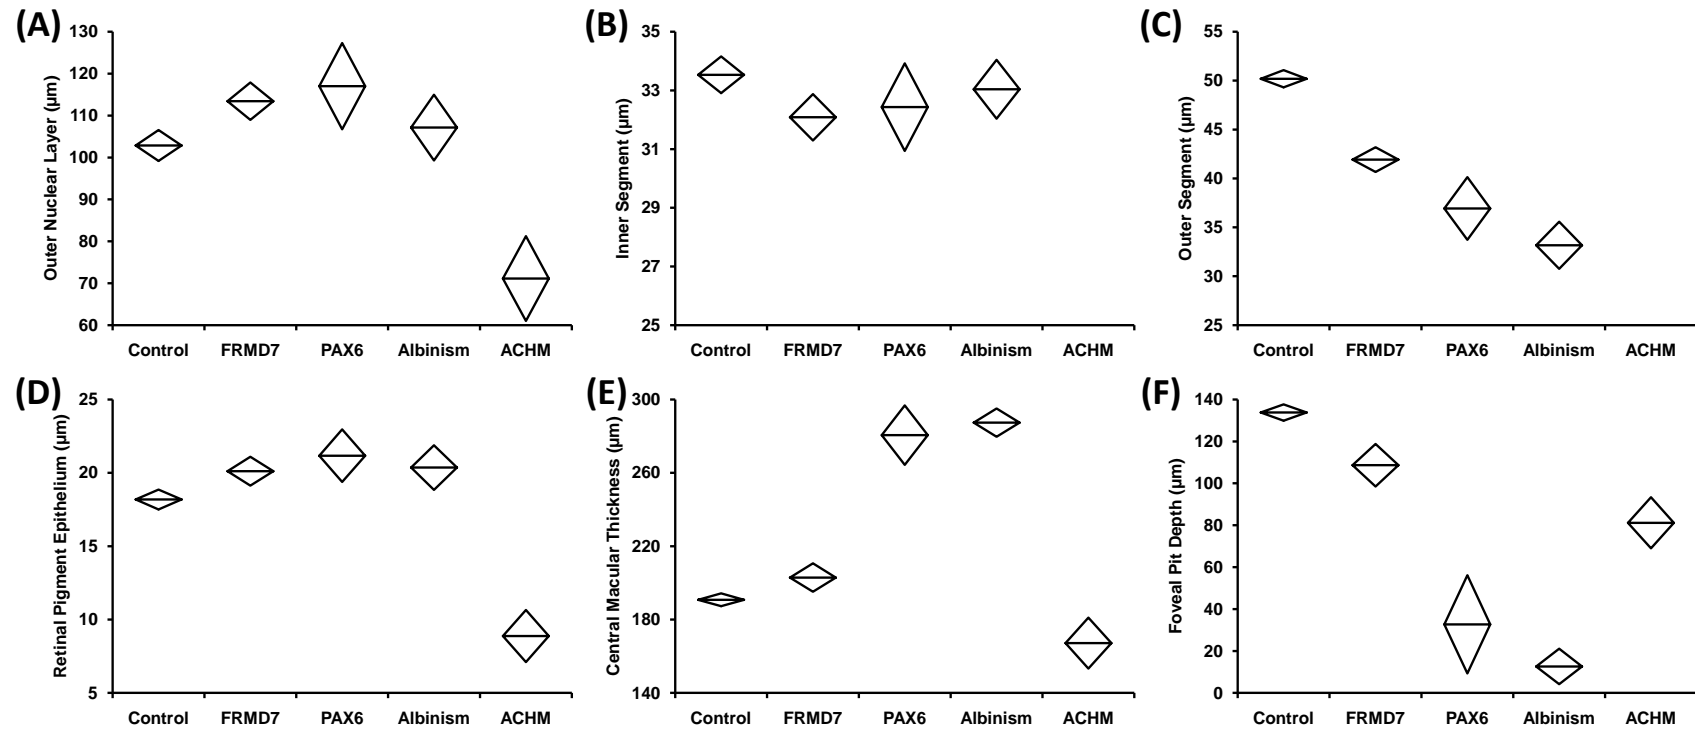 (A)
Outer Nuclear Layer (µm)
130
120
110
100
90
80
70
60
Control FRMD7 PAX6 Albinism ACHM
(B)
Inner Segment (µm)
35
33
31
29
27
25
Control FRMD7 PAX6 Albinism ACHM
(C)
Outer Segment (µm)
55
50
45
40
35
30
25
Control FRMD7 PAX6 Albinism ACHM
(D)
Retinal Pigment Epithelium (µm)
25
20
15
10
5
Control FRMD7 PAX6 Albinism ACHM
(E)
Central Macular Thickness (µm)
300
260
220
180
140
Control FRMD7 PAX6 Albinism ACHM
(F)
Foveal Pit Depth (µm)
140
120
100
80
60
40
20
0
Control FRMD7 PAX6 Albinism ACHM